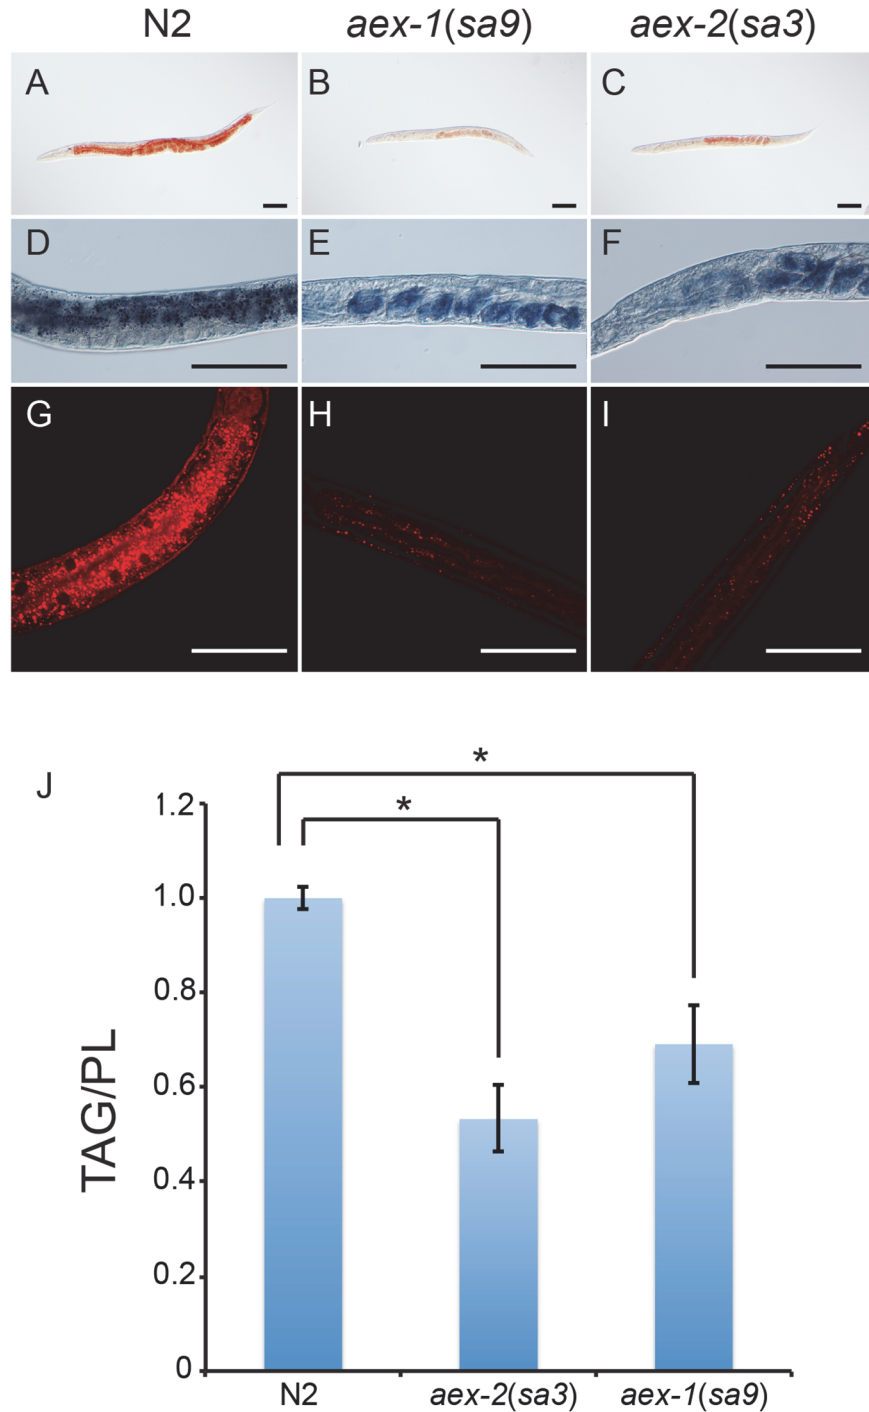 N2 aex-1(sa9) aex-2(sa3)
A B C
D E F
G H I
J
* 
*
1.2
1.0
0.8
0.6
0.4
0.2
0
TAG/PL
N2 aex-2(sa3) aex-1(sa9)